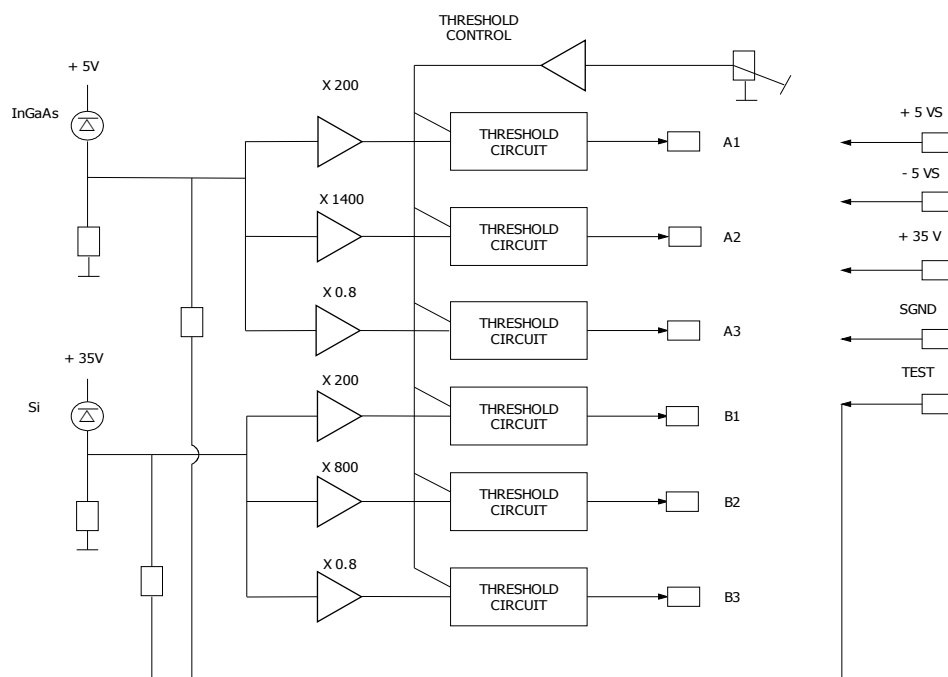 THRESHOLD
CONTROL
+ 5V
X 200
InGaAs
THRESHOLD
CIRCUIT
A1
+ 5 VS
- 5 VS
X 1400
THRESHOLD
CIRCUIT
A2
+ 35 V
X 0.8
THRESHOLD
CIRCUIT
A3
SGND
+ 35V
TEST
X 200
Si
THRESHOLD
CIRCUIT
B1
X 800
THRESHOLD
CIRCUIT
B2
X 0.8
THRESHOLD
CIRCUIT
B3